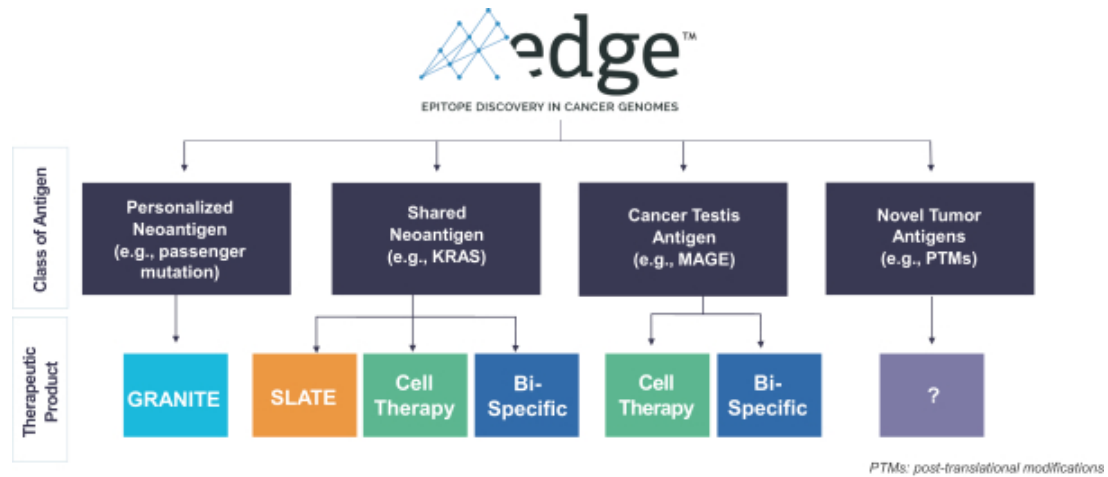 edge™
EPITOPE DISCOVERY IN CANCER GENOMES
Class of Antigen
Personalized
Neoantigen
(e.g., passenger
mutation)
Shared
Neoantigen
(e.g., KRAS)
Cancer Testis
Antigen
(e.g., MAGE)
Novel Tumor
Antigens
(e.g., PTMs)
Therapeutic
Product
GRANITE
SLATE
Cell
Therapy
Bi-
Specific
Cell
Therapy
Bi-
Specific
?
PTMs: post-translational modifications